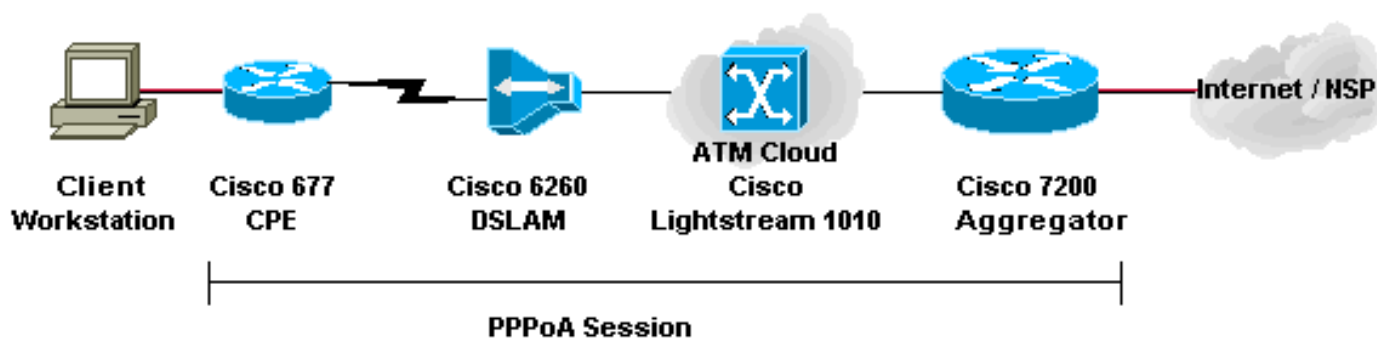 Internet / NSP
ATM Cloud
Client
Workstation
Cisco 677
CPE
Cisco 6260
DSLAM
Cisco
Lightstream 1010
Cisco 7200
Aggregator
PPPoA Session